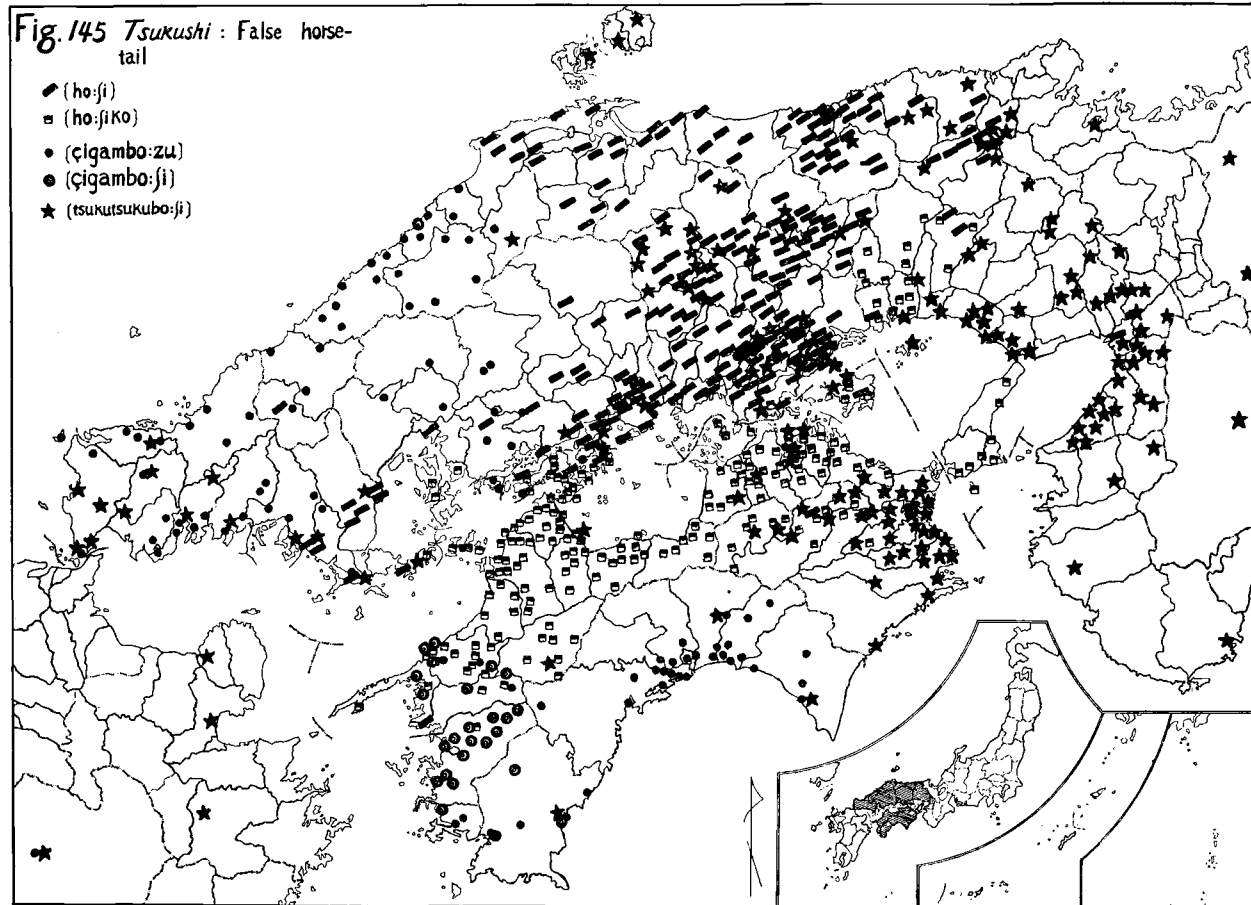 Fig. 145 Tsukushi : False horse-
tail
(ho:ʃi)
(ho:ʃiko)
(çigambo:zu)
(çigambo:ʃi)
(tsukutsukubo:ʃi)